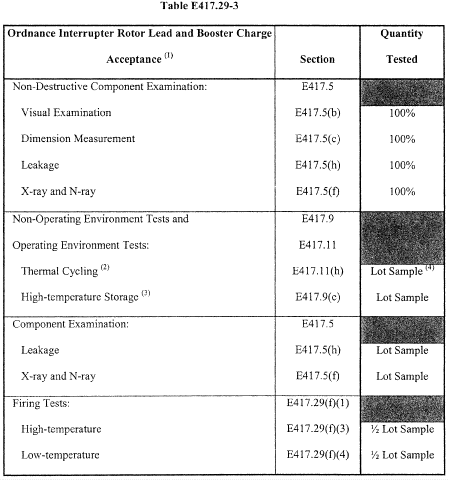 Table E417.29-3
Ordnance Interrupter Rotor Lead and Booster Charge Acceptance (1) Section Quantity Tested
Non-Destructive Component Examination: E417.5
Visual Examination E417.5(b) 100%
Dimension Measurement E417.5(c) 100%
Leakage E417.5(h) 100%
X-ray and N-ray E417.5(f) 100%
Non-Operating Environment Tests and E417.9
Operating Environment Tests: E417.11
Thermal Cycling (2) E417.11(h) Lot Sample (4)
High-temperature Storage (3) E417.9(c) Lot Sample
Component Examination: E417.5
Leakage E417.5(h) Lot Sample
X-ray and N-ray E417.5(f) Lot Sample
Firing Tests: E417.29(f)(1)
High-temperature E417.29(f)(3) ½ Lot Sample
Low-temperature E417.29(f)(4) ½ Lot Sample